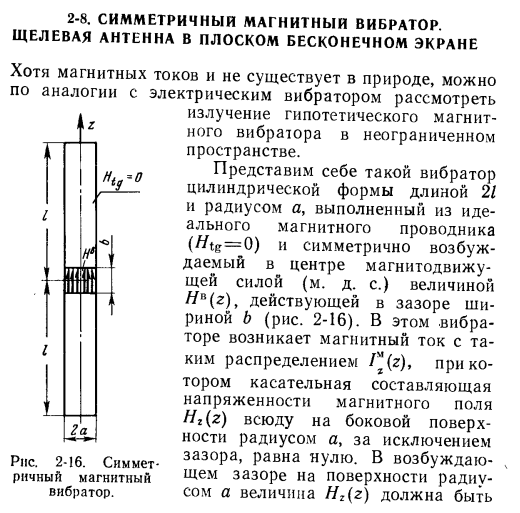 2-8. СИММЕТРИЧНЫЙ МАГНИТНЫЙ ВИБРАТОР.
ЩЕЛЕВАЯ АНТЕННА В ПЛОСКОМ БЕСКОНЕЧНОМ ЭКРАНЕ
Хотя магнитных токов и не существует в природе, можно
по аналогии с электрическим вибратором рассмотреть
излучение гипотетического магнит-
ного вибратора в неограниченном
пространстве.
Представим себе такой вибратор
цилиндрической формы длиной 2l
и радиусом a, выполненный из иде-
ального магнитного проводника
(Htg=0) и симметрично возбуж-
даемый в центре магнитодвижу-
щей силой (м. д. с.) величиной
Hᵇ(z), действующей в зазоре ши-
риной b (рис. 2-16). В этом вибра-
торе возникает магнитный ток с та-
ким распределением Iᶻᴹ(z), при ко-
тором касательная составляющая
напряженности магнитного поля
Hz(z) всюду на боковой поверх-
ности радиусом a, за исключением
зазора, равна нулю. В возбуждаю-
щем зазоре на поверхности радиу-
сом a величина Hz(z) должна быть
z
Htg=0
l
Hᵇ
b
l
2a
Рис. 2-16. Симмет-
ричный магнитный
вибратор.